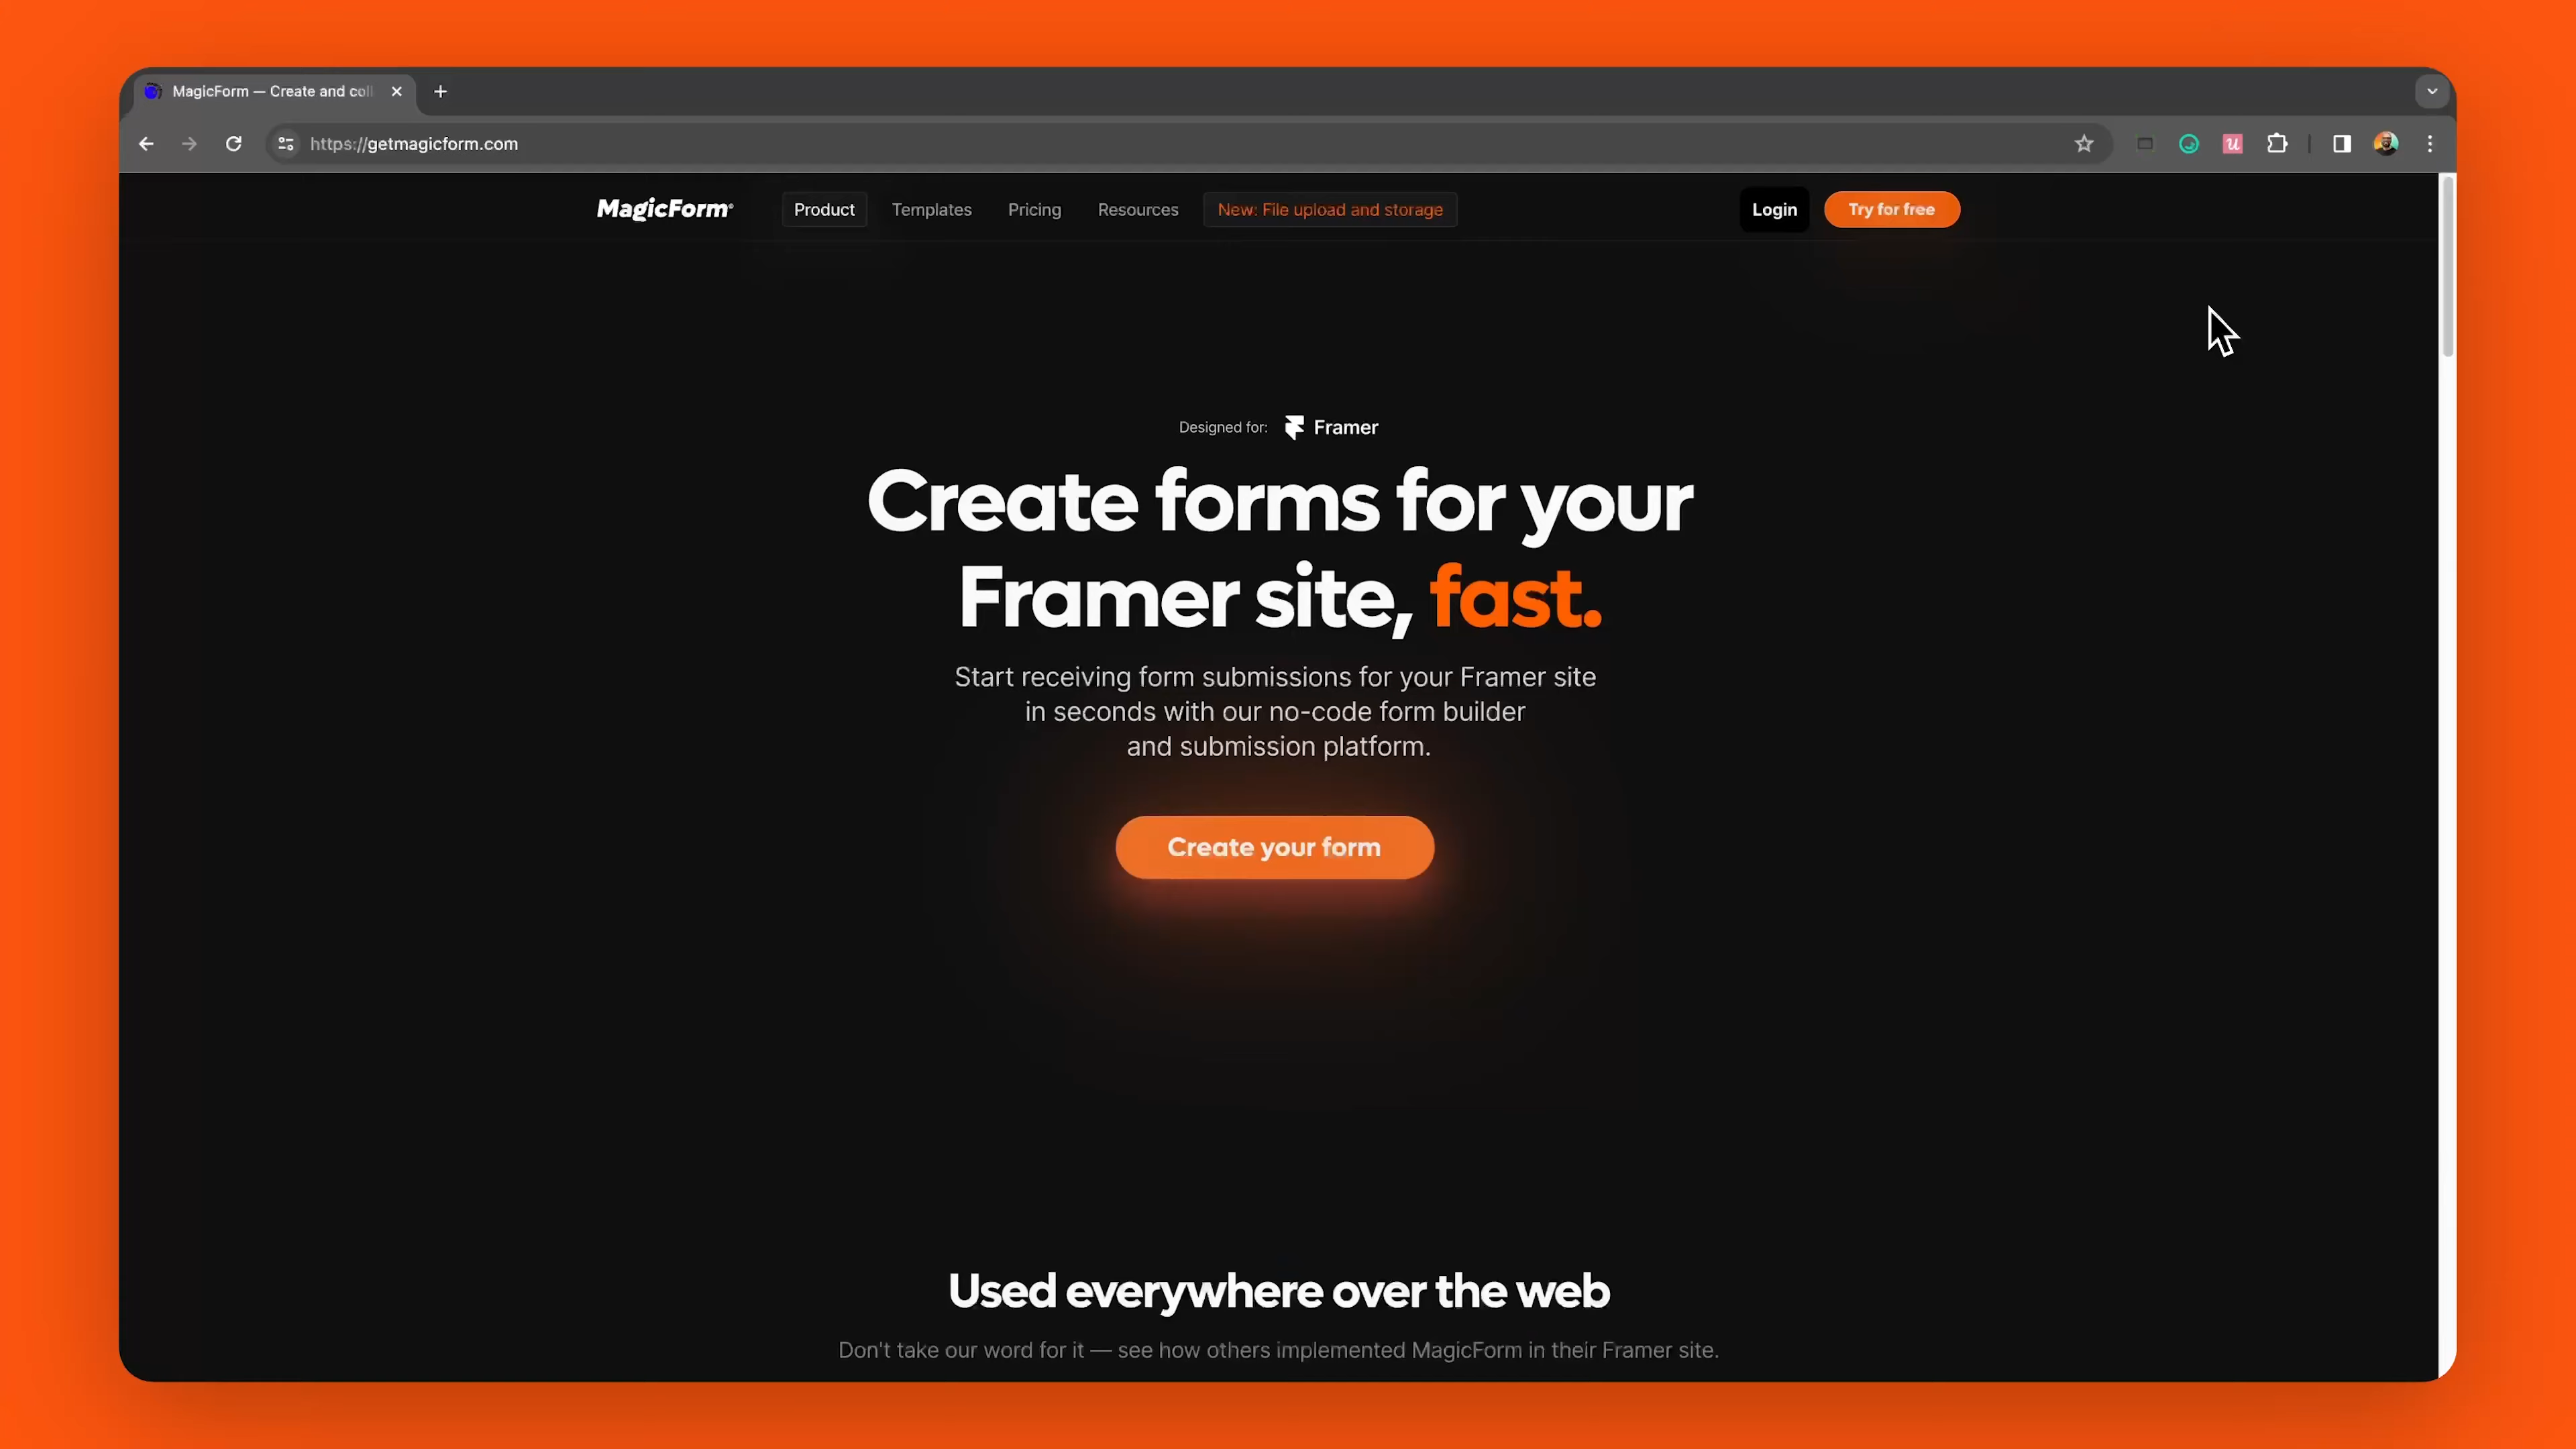 MagicForm — Create and coll
https://getmagicform.com
MagicForm®
Product
Templates
Pricing
Resources
New: File upload and storage
Login
Try for free
Designed for:
Framer
Create forms for your
Framer site, fast.
Start receiving form submissions for your Framer site
in seconds with our no-code form builder
and submission platform.
Create your form
Used everywhere over the web
Don't take our word for it — see how others implemented MagicForm in their Framer site.